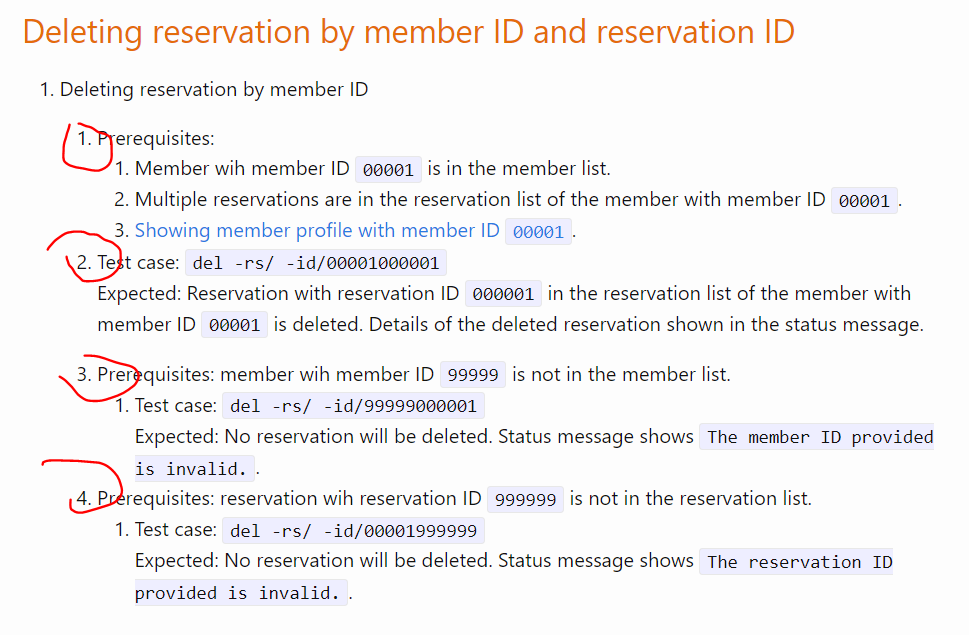 Deleting reservation by member ID and reservation ID
1. Deleting reservation by member ID
1. Prerequisites:
1. Member wih member ID 00001 is in the member list.
2. Multiple reservations are in the reservation list of the member with member ID 00001 .
3. Showing member profile with member ID 00001 .
2. Test case: del -rs/ -id/00001000001
Expected: Reservation with reservation ID 000001 in the reservation list of the member with
member ID 00001 is deleted. Details of the deleted reservation shown in the status message.
3. Prerequisites: member wih member ID 99999 is not in the member list.
1. Test case: del -rs/ -id/99999000001
Expected: No reservation will be deleted. Status message shows The member ID provided
is invalid. .
4. Prerequisites: reservation wih reservation ID 999999 is not in the reservation list.
1. Test case: del -rs/ -id/00001999999
Expected: No reservation will be deleted. Status message shows The reservation ID
provided is invalid. .